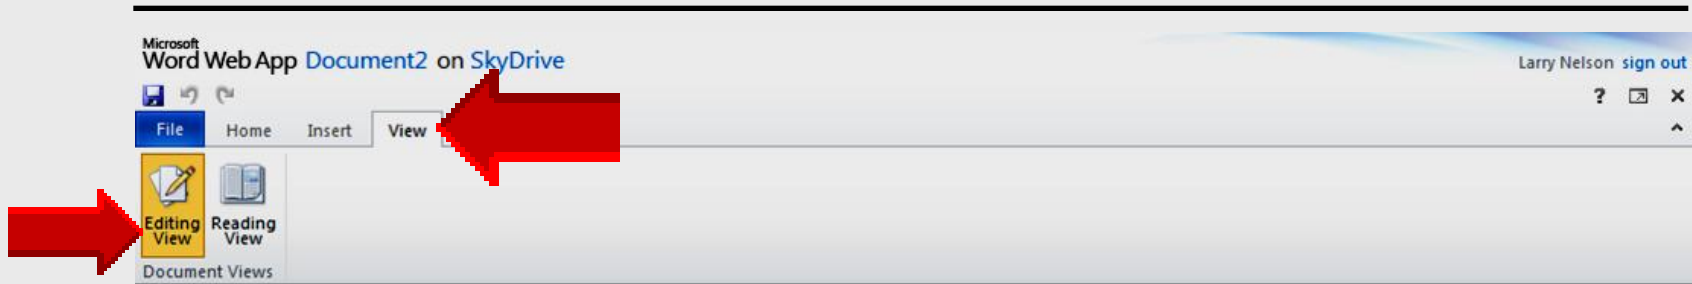 Microsoft
Word Web App Document2 on SkyDrive
Larry Nelson sign out
?
File Home Insert View
Editing View
Reading View
Document Views